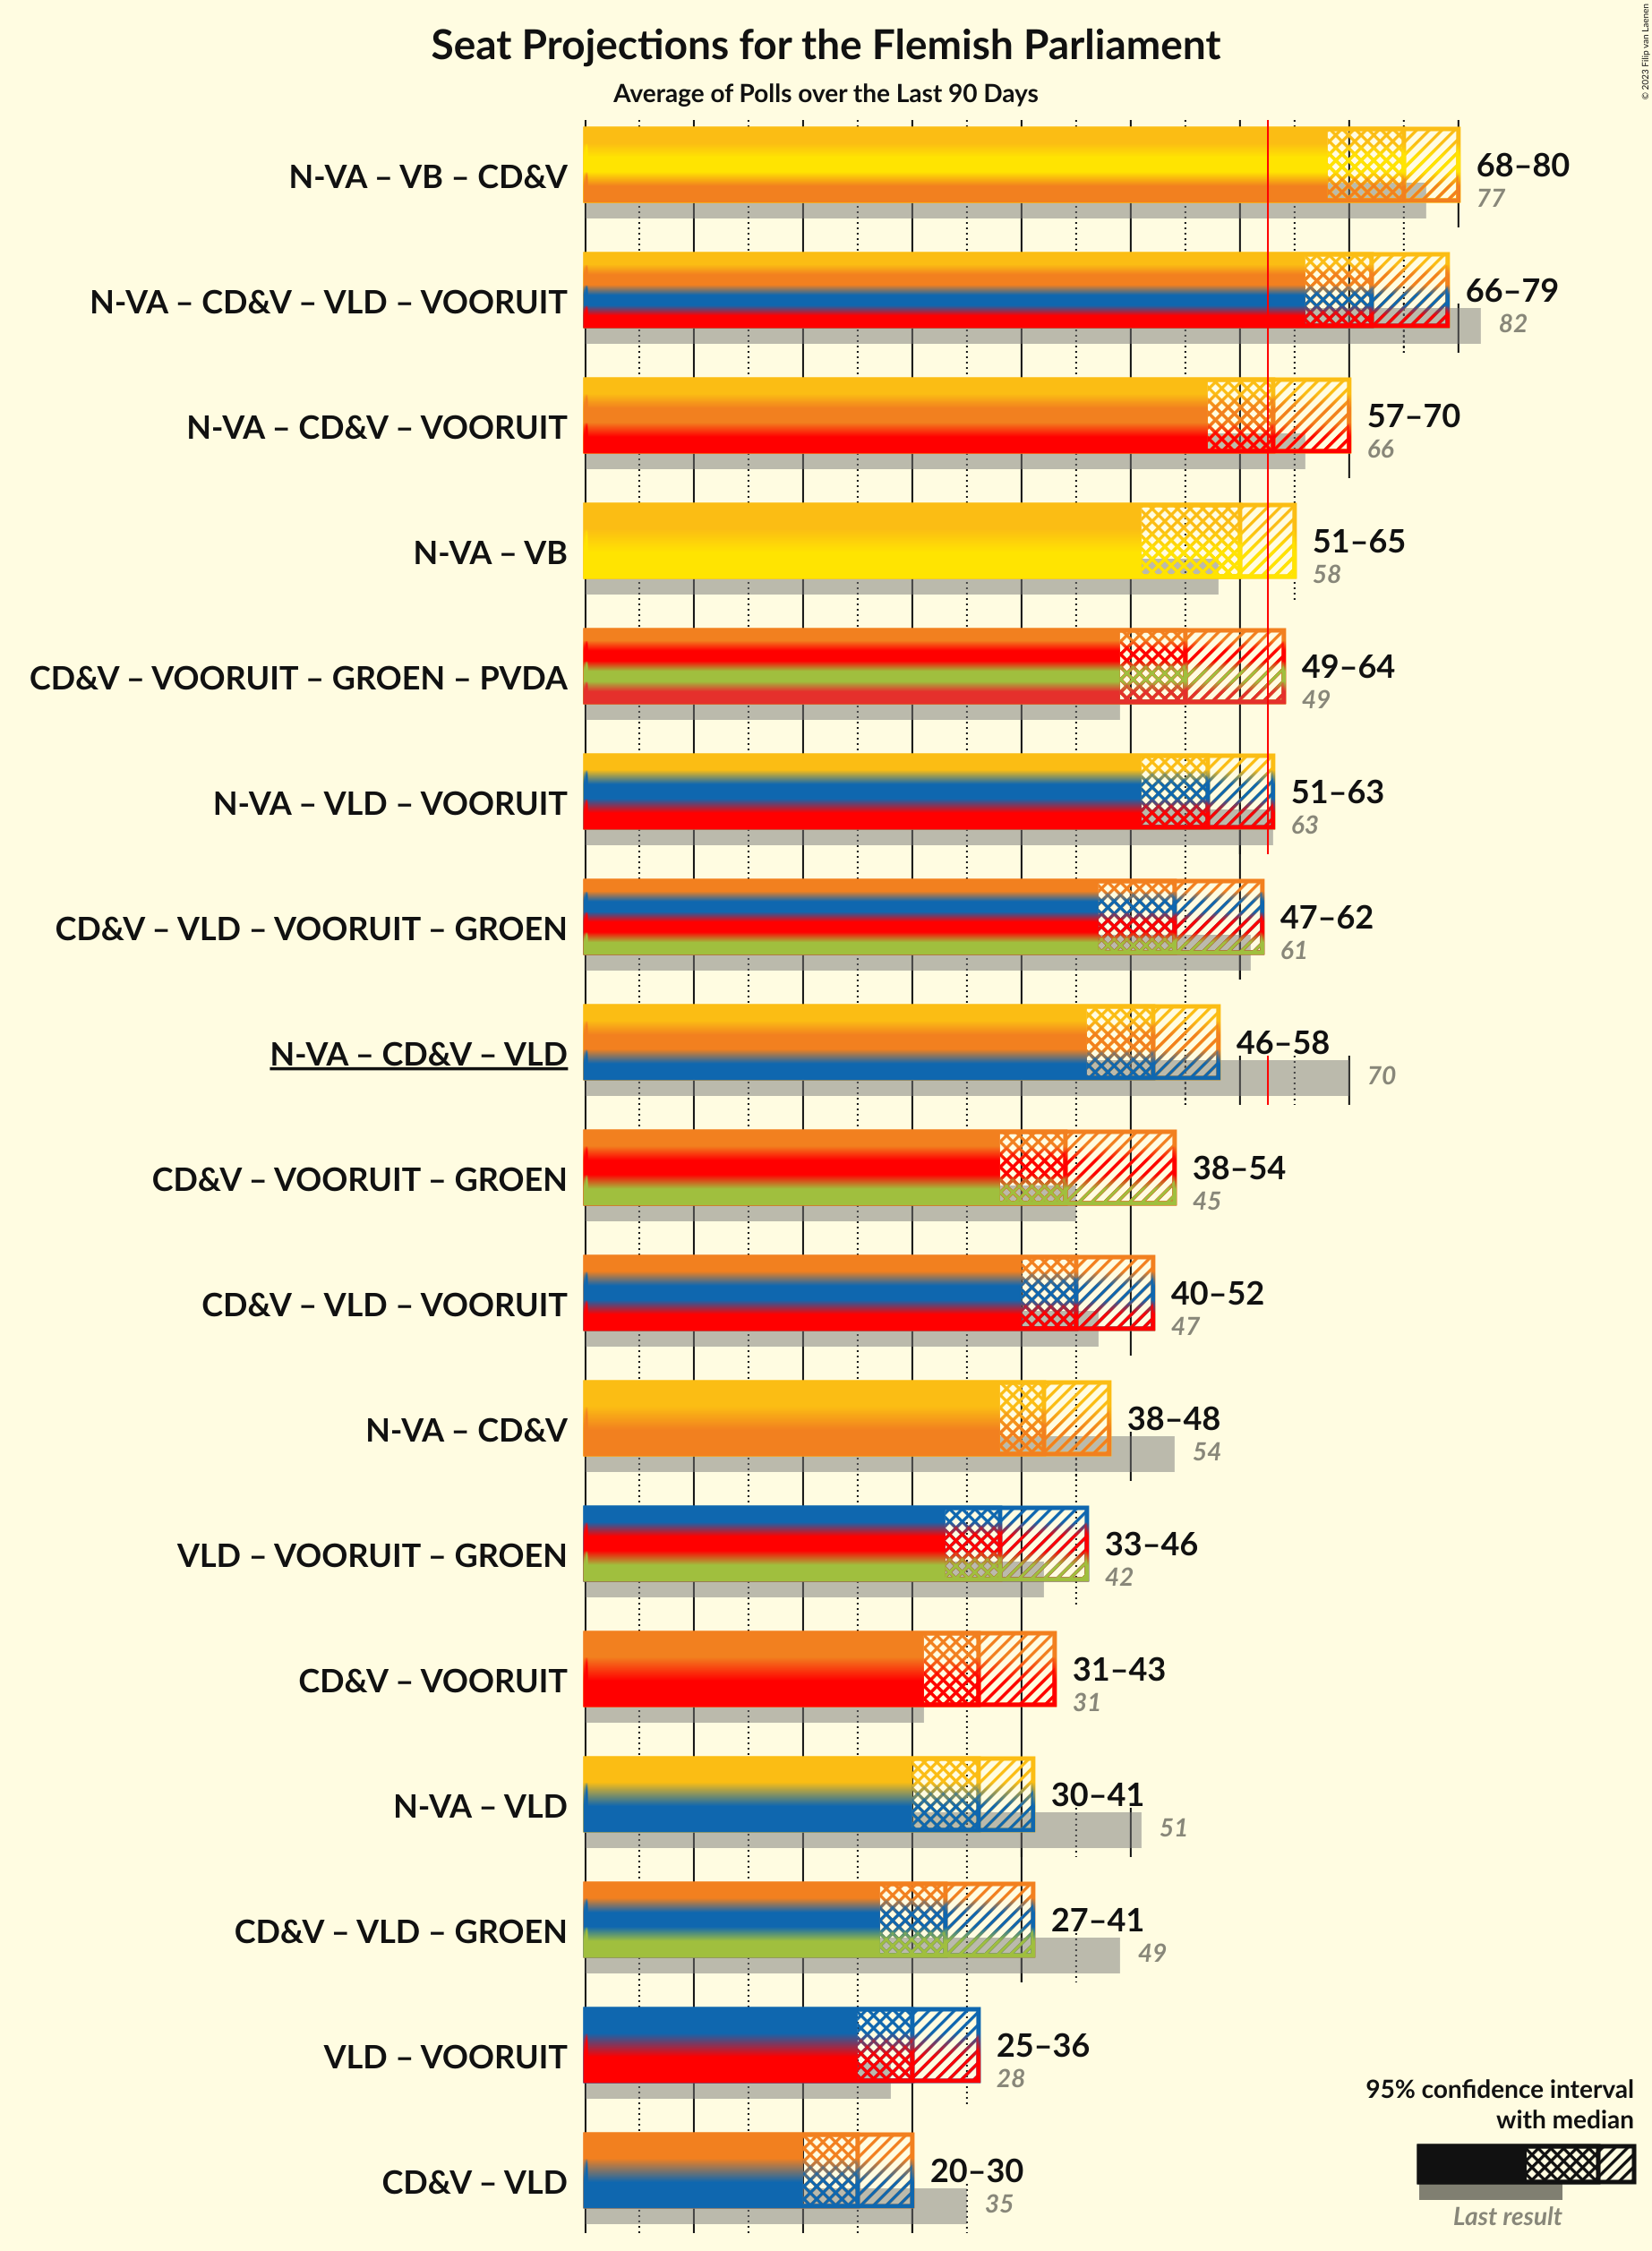 Seat Projections for the Flemish Parliament
Average of Polls over the Last 90 Days
© 2023 Filip van Laenen
N-VA – VB – CD&V
68–80
77
N-VA – CD&V – VLD – VOORUIT
66–79
82
N-VA – CD&V – VOORUIT
57–70
66
N-VA – VB
51–65
58
CD&V – VOORUIT – GROEN – PVDA
49–64
49
N-VA – VLD – VOORUIT
51–63
63
CD&V – VLD – VOORUIT – GROEN
47–62
61
N-VA – CD&V – VLD
46–58
70
CD&V – VOORUIT – GROEN
38–54
45
CD&V – VLD – VOORUIT
40–52
47
N-VA – CD&V
38–48
54
VLD – VOORUIT – GROEN
33–46
42
CD&V – VOORUIT
31–43
31
N-VA – VLD
30–41
51
CD&V – VLD – GROEN
27–41
49
VLD – VOORUIT
25–36
28
CD&V – VLD
20–30
35
95% confidence interval
with median
Last result